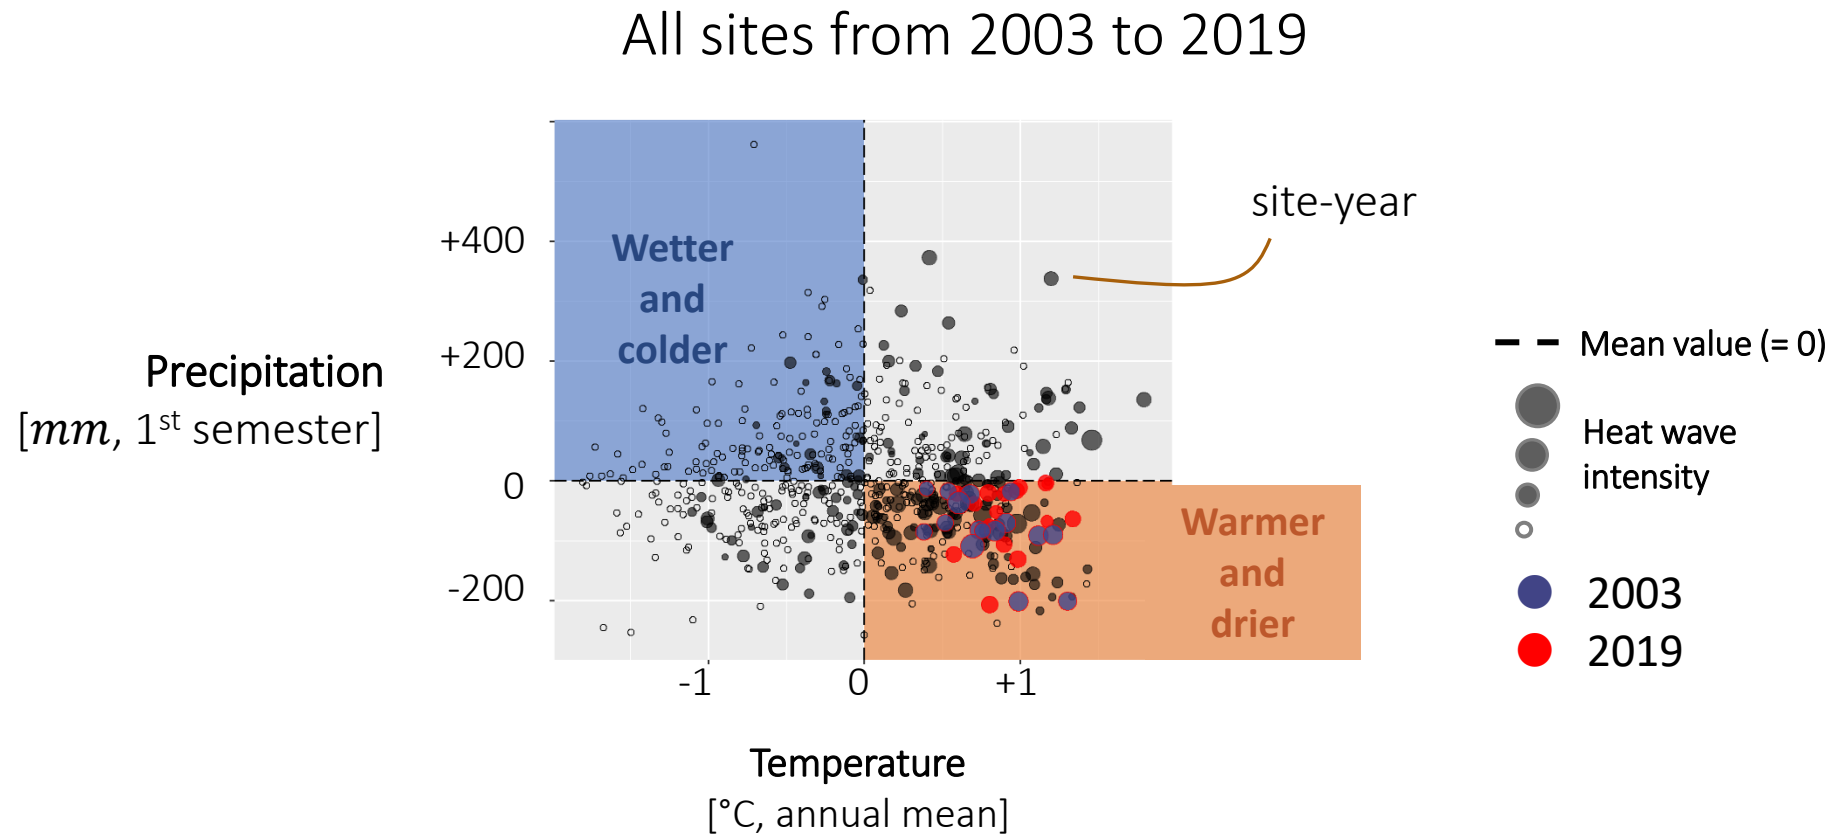 All sites from 2003 to 2019
site-year
Wetter
and
colder
+400
+200
0
-200
Precipitation
[mm, 1st semester]
Mean value (= 0)
Heat wave
intensity
Warmer
and
drier
2003
2019
-1
0
+1
Temperature
[°C, annual mean]